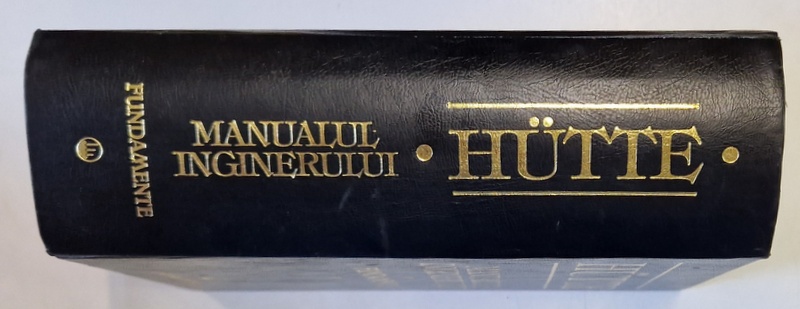 MANUALUL
INGINERULUI
HÜTTE
FUNDAMENTE